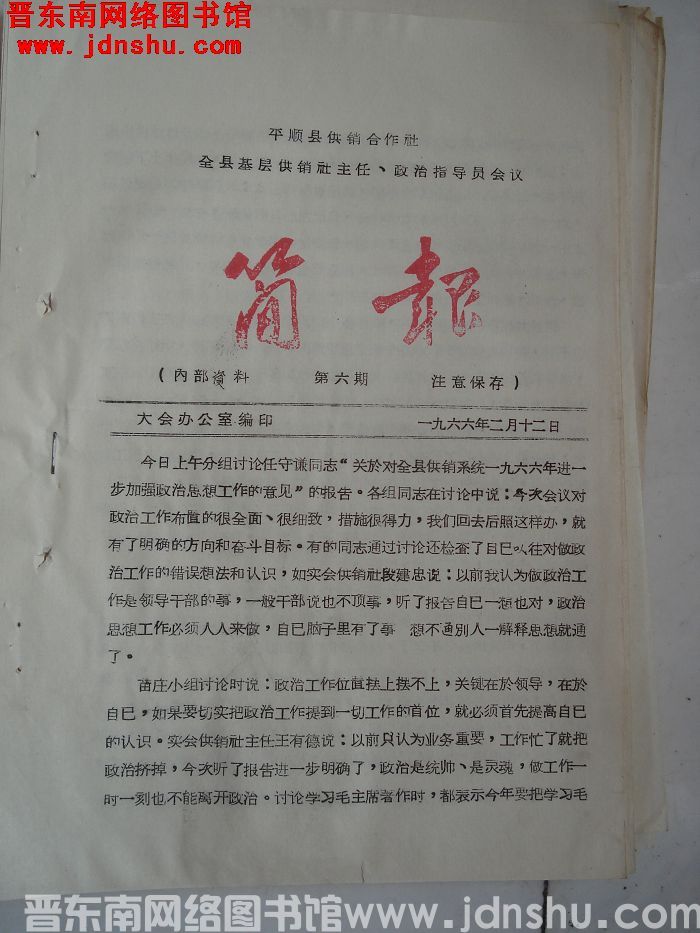 晋东南网络图书馆
www.jdnshu.com
平顺县供销合作社
全县基层供销社主任、政治指导员会议
简报
(内部资料 第六期 注意保存)
大会办公室编印 一九六六年二月十二日
今日上午分组讨论任守谦同志“关於对全县供销系统一九六六年进一
步加强政治思想工作的意见”的报告。各组同志在讨论中说:今次会议对
政治工作布置的很全面、很细致,措施很得力,我们回去后照这样办,就
有了明确的方向和奋斗目标。有的同志通过讨论还检查了自已以往对做政
治工作的错误想法和认识,如实会供销社段建忠说:以前我认为做政治工
作是领导干部的事,一般干部说也不顶事,听了报告自已一想也对,政治
思想工作必须人人来做,自已脑子里有了事 想不通别人一解释思想就通
了。
苗庄小组讨论时说:政治工作位置摆上摆不上,关键在於领导,在於
自已,如果要切实把政治工作提到一切工作的首位,就必须首先提高自已
的认识。实会供销社主任王有德说:以前只认为业务重要,工作忙了就把
政治挤掉,今次听了报告进一步明确了,政治是统帅、是灵魂,做工作一
时一刻也不能离开政治。讨论学习毛主席著作时,都表示今年要把学习毛
晋东南网络图书馆www.jdnshu.com